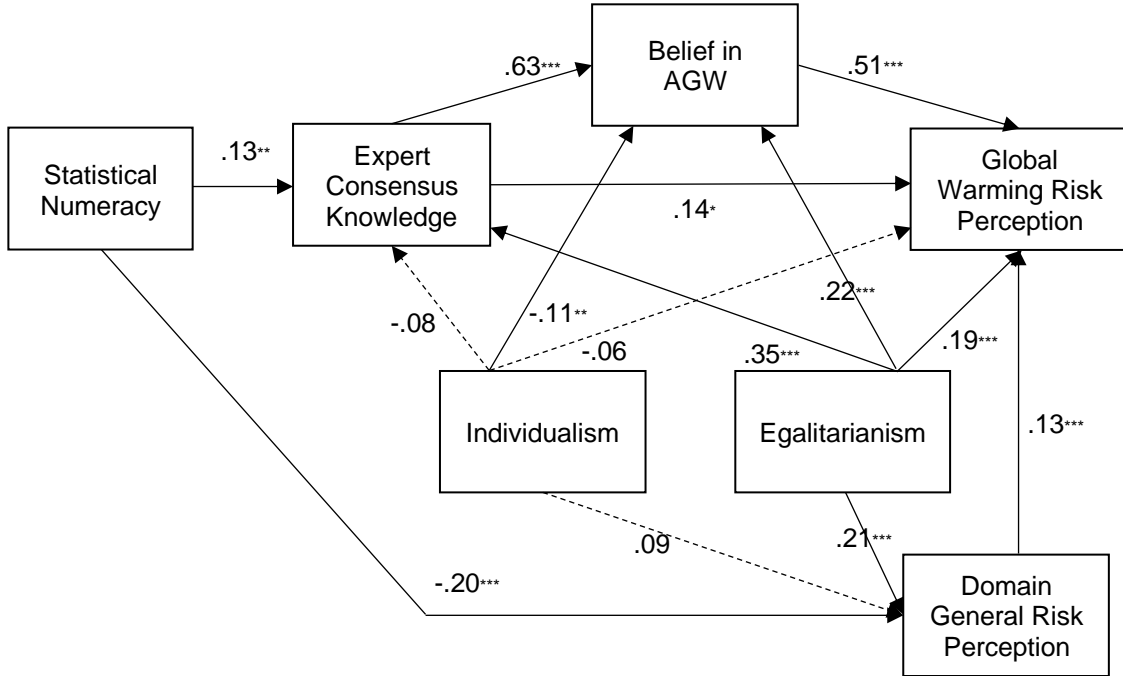 Belief in
AGW
.63***
.51***
Statistical
Numeracy
.13**
Expert
Consensus
Knowledge
Global
Warming Risk
Perception
.14*
-.08
-.11**
-.06
.22***
.35***
.19***
Individualism
Egalitarianism
.13***
.09
.21***
-.20***
Domain
General Risk
Perception